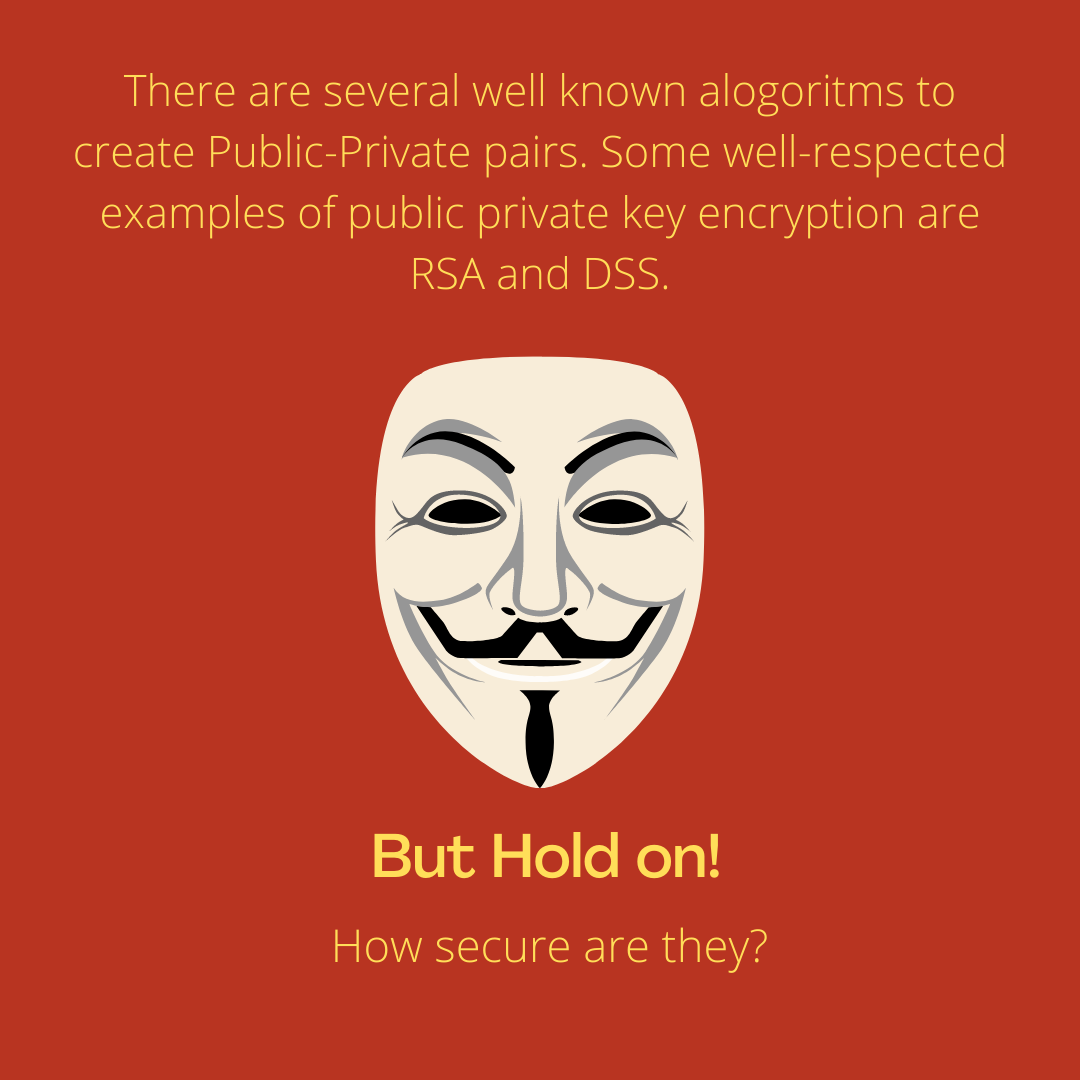 There are several well known alogoritms to
create Public-Private pairs. Some well-respected
examples of public private key encryption are
RSA and DSS.
But Hold on!
How secure are they?